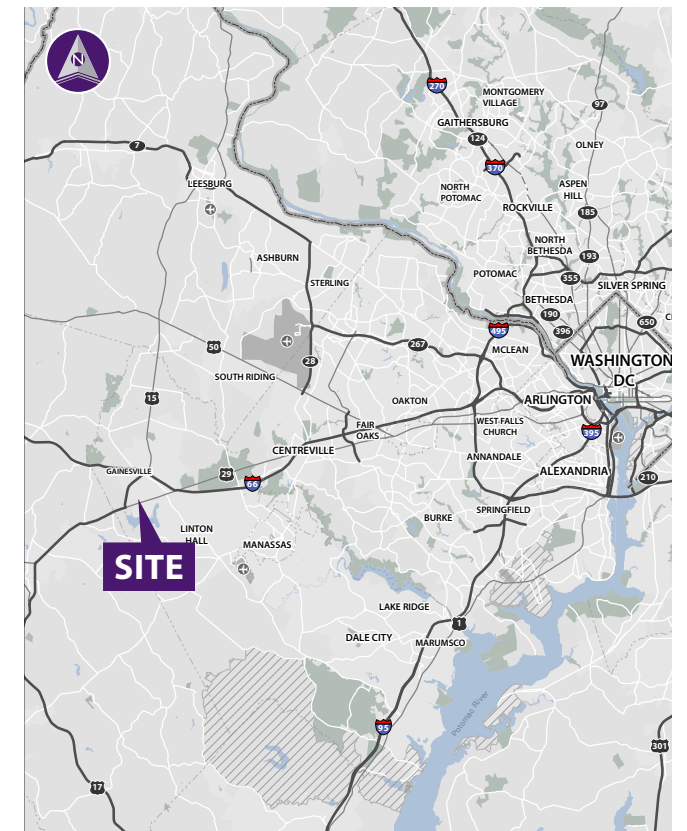 N
270
MONTGOMERY
VILLAGE
97
GAITHERSBURG
124
OLNEY
7
370
LEESBURG
NORTH
POTOMAC
ASPEN
HILL
ROCKVILLE
185
NORTH
BETHESDA
193
ASHBURN
POTOMAC
355
STERLING
SILVER SPRING
BETHESDA
190
650
495
396
50
267
MCLEAN
28
WASHINGTON
DC
SOUTH RIDING
15
OAKTON
ARLINGTON
FAIR
OAKS
WEST FALLS
CHURCH
395
CENTREVILLE
ANNANDALE
GAINESVILLE
29
ALEXANDRIA
66
210
SPRINGFIELD
BURKE
LINTON
HALL
MANASSAS
SITE
LAKE RIDGE
1
DALE CITY
MARUMSCO
Potomac River
95
301
17